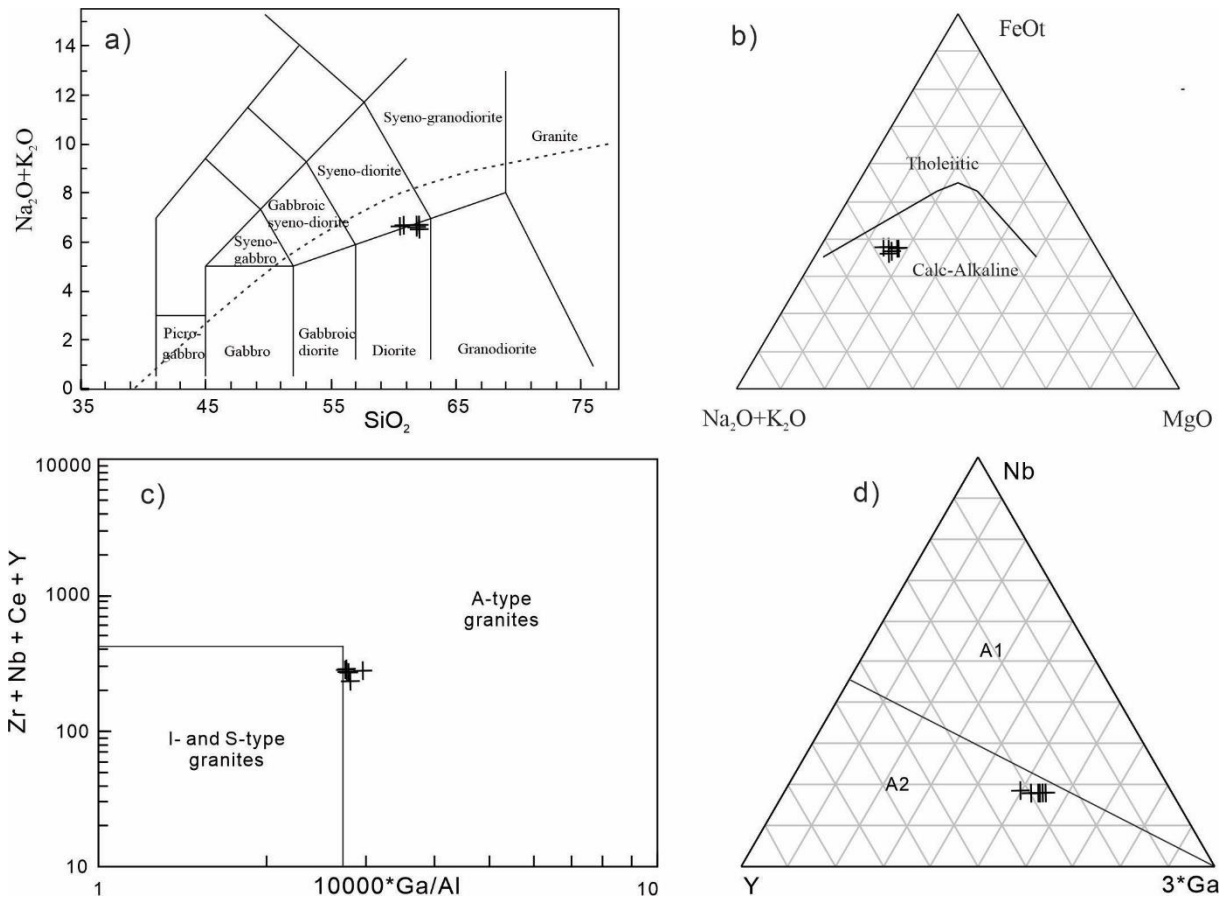 a)
14
12
10
8
6
4
2
0
Na₂O+K₂O
Syeno-granodiorite
Granite
Syeno-diorite
Gabbroic
syeno-diorite
Syeno-
gabbro
Picro-
gabbro
Gabbro
Gabbroic
diorite
Diorite
Granodiorite
35
45
55
65
75
SiO₂
b)
FeOt
Tholeiitic
Calc-Alkaline
Na₂O+K₂O
MgO
c)
10000
1000
100
10
Zr + Nb + Ce + Y
A-type
granites
I- and S-type
granites
1
10000*Ga/Al
10
d)
Nb
A1
A2
Y
3*Ga